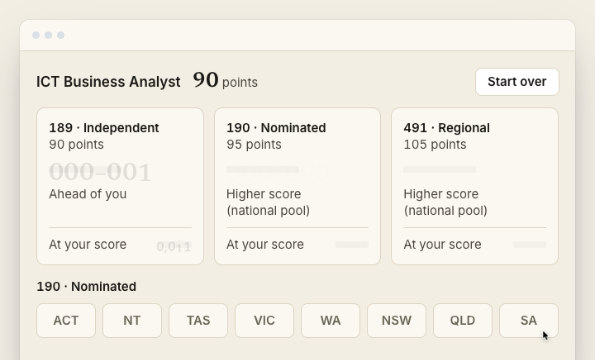 ICT Business Analyst 90 points Start over
189 · Independent
90 points
000-001
Ahead of you
At your score
190 · Nominated
95 points
Higher score
(national pool)
At your score
491 · Regional
105 points
Higher score
(national pool)
At your score
190 · Nominated
ACT NT TAS VIC WA NSW QLD SA